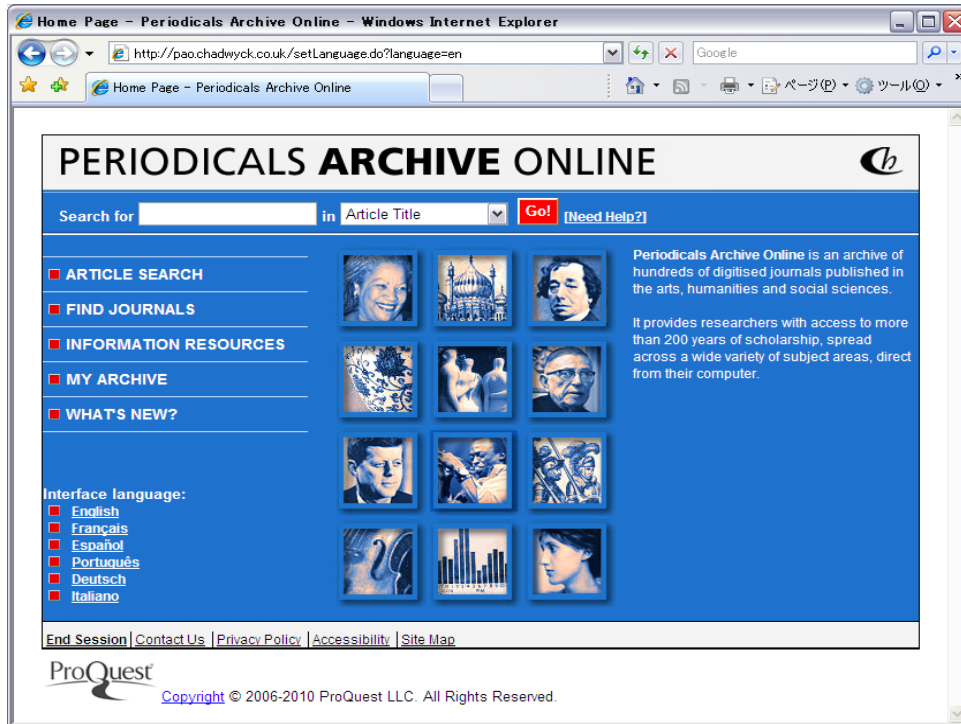 Home Page - Periodicals Archive Online - Windows Internet Explorer
http://pao.chadwyck.co.uk/setLanguage.do?language=en
Google
Home Page - Periodicals Archive Online
ページ(P)
ツール(O)
PERIODICALS ARCHIVE ONLINE
Ch
Search for
in
Article Title
Go!
[Need Help?]
ARTICLE SEARCH
FIND JOURNALS
INFORMATION RESOURCES
MY ARCHIVE
WHAT'S NEW?
Periodicals Archive Online is an archive of
hundreds of digitised journals published in
the arts, humanities and social sciences.
It provides researchers with access to more
than 200 years of scholarship, spread
across a wide variety of subject areas, direct
from their computer.
Interface language:
English
Français
Español
Português
Deutsch
Italiano
End Session | Contact Us | Privacy Policy | Accessibility | Site Map
ProQuest
Copyright © 2006-2010 ProQuest LLC. All Rights Reserved.